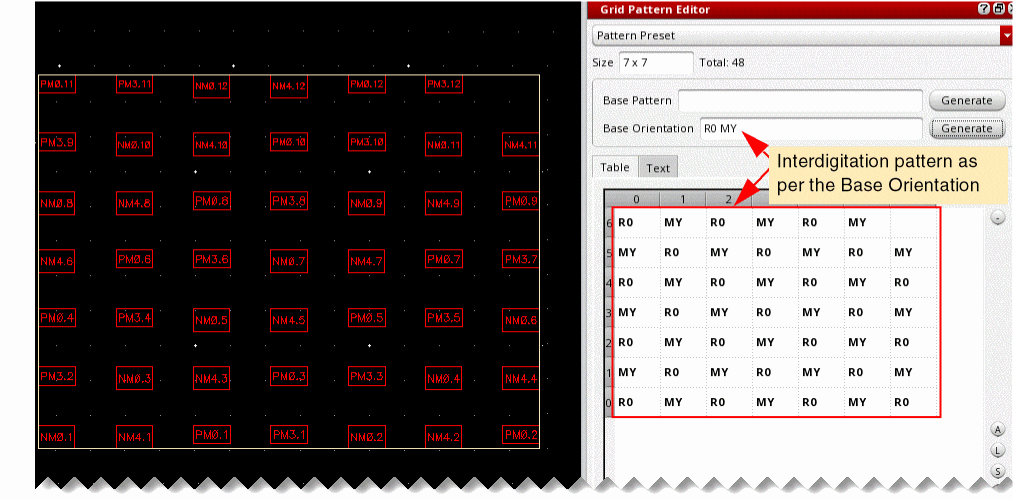 Grid Pattern Editor
Pattern Preset
Size 7 x 7 Total: 48
Base Pattern Generate
Base Orientation R0 MY Generate
Interdigitation pattern as
per the Base Orientation
Table Text
0 1 2
6 R0 MY R0 MY R0 MY
5 MY R0 MY R0 MY R0 MY
4 R0 MY R0 MY R0 MY R0
3 MY R0 MY R0 MY R0 MY
2 R0 MY R0 MY R0 MY R0
1 MY R0 MY R0 MY R0 MY
0 R0 MY R0 MY R0 MY R0
A
L
S
PM0.11 PM3.11 NM0.12 NM4.12 PM0.12 PM3.12
PM3.9 NM0.10 NM4.10 PM0.10 PM3.10 NM0.11 NM4.11
NM0.8 NM4.8 PM0.8 PM3.8 NM0.9 NM4.9 PM0.9
NM4.6 PM0.6 PM3.6 NM0.7 NM4.7 PM0.7 PM3.7
PM0.4 PM3.4 NM0.5 NM4.5 PM0.5 PM3.5 NM0.6
PM3.2 NM0.3 NM4.3 PM0.3 PM3.3 NM0.4 NM4.4
NM0.1 NM4.1 PM0.1 PM3.1 NM0.2 NM4.2 PM0.2